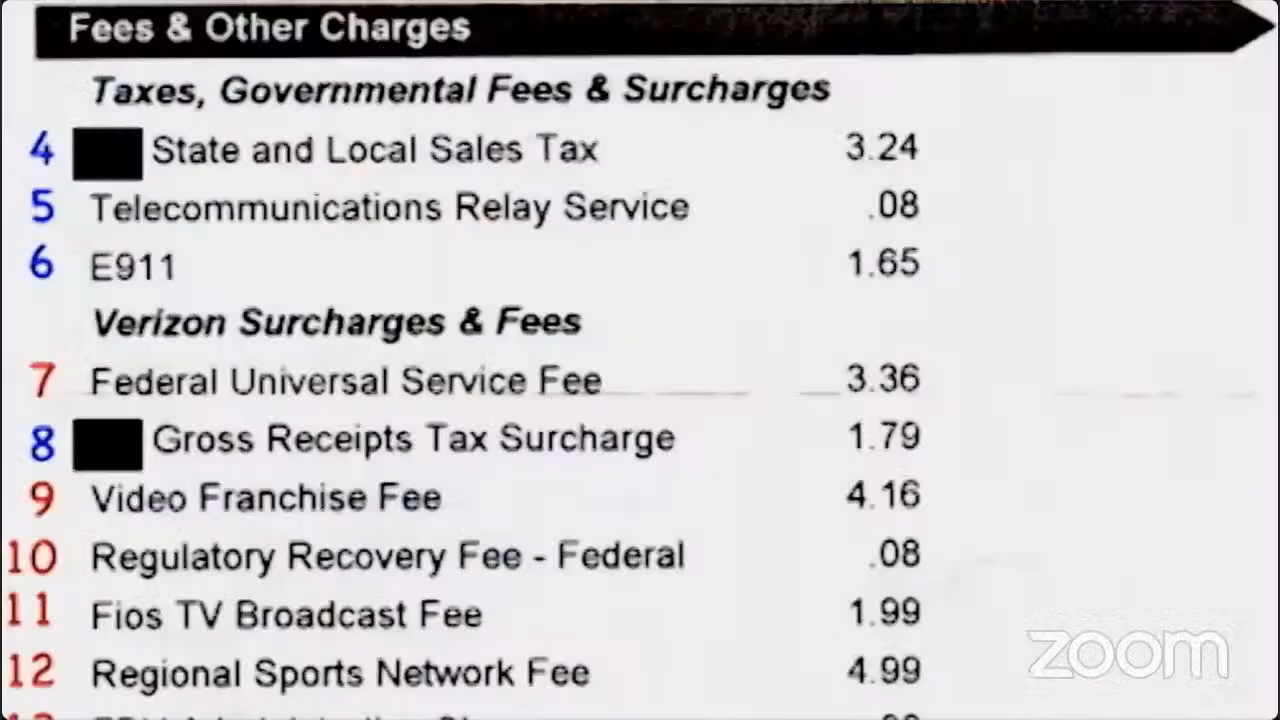 Fees & Other Charges
Taxes, Governmental Fees & Surcharges
4 State and Local Sales Tax 3.24
5 Telecommunications Relay Service .08
6 E911 1.65
Verizon Surcharges & Fees
7 Federal Universal Service Fee 3.36
8 Gross Receipts Tax Surcharge 1.79
9 Video Franchise Fee 4.16
10 Regulatory Recovery Fee - Federal .08
11 Fios TV Broadcast Fee 1.99
12 Regional Sports Network Fee 4.99
zoom